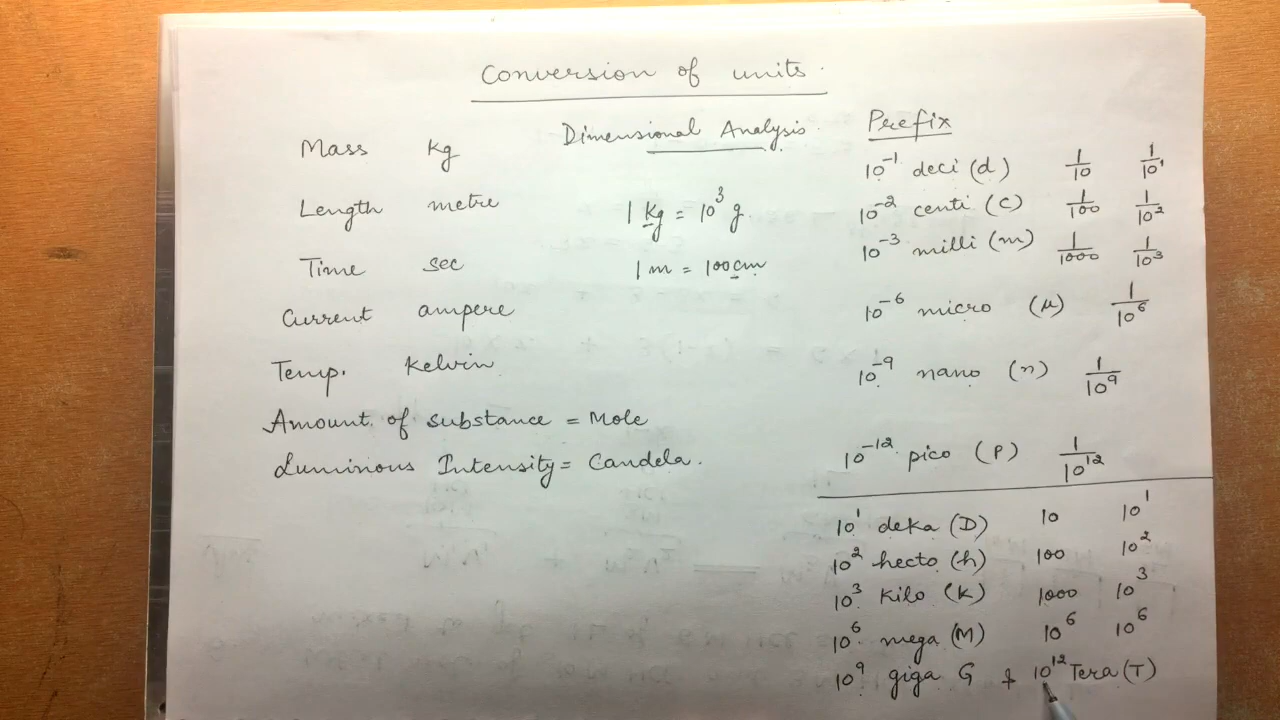 Conversion of units.
Dimensional Analysis.
Mass kg
Length metre
Time sec
Current ampere
Temp. Kelvin
Amount of substance = Mole
Luminous Intensity = Candela.
1 Kg = 10³ g.
1 m = 100cm
Prefix
10⁻¹ deci (d) 1/10 1/10¹
10⁻² centi (c) 1/100 1/10²
10⁻³ milli (m) 1/1000 1/10³
10⁻⁶ micro (μ) 1/10⁶
10⁻⁹ nano (n) 1/10⁹
10⁻¹² pico (P) 1/10¹²
10¹ deka (D) 10 10¹
10² hecto (h) 100 10²
10³ Kilo (K) 1000 10³
10⁶ mega (M) 10⁶ 10⁶
10⁹ giga G & 10¹² Tera (T)